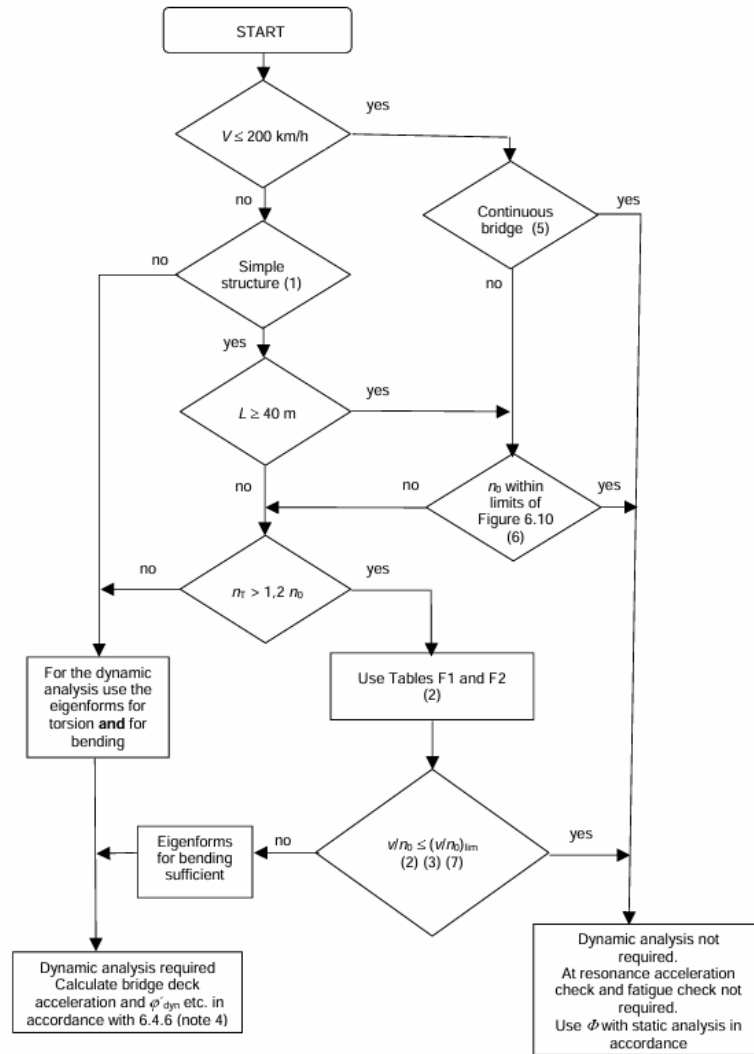 START
yes
V ≤ 200 km/h
no
yes
Continuous
bridge (5)
no
Simple
structure (1)
no
yes
L ≥ 40 m
yes
no
no
n₀ within
limits of
Figure 6.10
(6)
yes
no
nT > 1,2 n₀
yes
For the dynamic
analysis use the
eigenforms for
torsion and for
bending
Use Tables F1 and F2
(2)
Eigenforms
for bending
sufficient
no
v/n₀ ≤ (v/n₀)lim
(2) (3) (7)
yes
Dynamic analysis required
Calculate bridge deck
acceleration and φ′dyn etc. in
accordance with 6.4.6 (note 4)
Dynamic analysis not
required.
At resonance acceleration
check and fatigue check not
required.
Use Φ with static analysis in
accordance